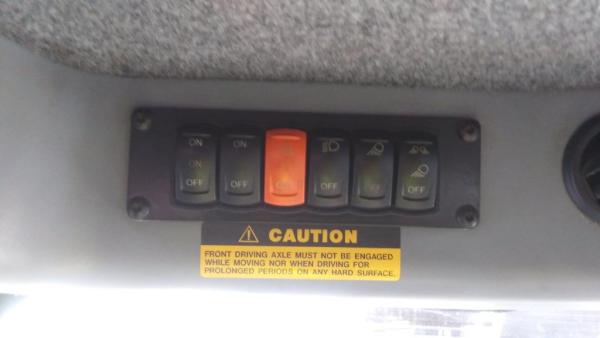 ON ON
ON
OFF OFF OFF OFF OFF
CAUTION
FRONT DRIVING AXLE MUST NOT BE ENGAGED
WHILE MOVING NOR WHEN DRIVING FOR
PROLONGED PERIODS ON ANY HARD SURFACE.